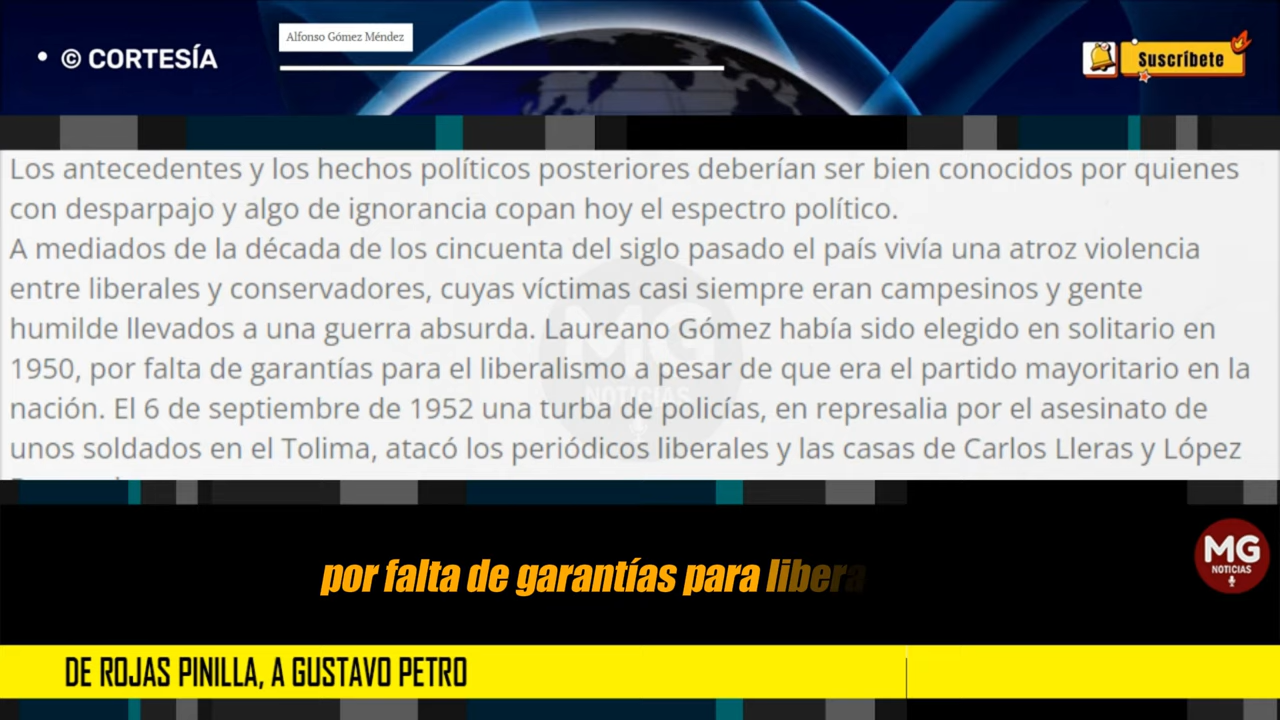 • © CORTESÍA
Alfonso Gómez Méndez
Suscríbete
Los antecedentes y los hechos políticos posteriores deberían ser bien conocidos por quienes
con desparpajo y algo de ignorancia copan hoy el espectro político.
A mediados de la década de los cincuenta del siglo pasado el país vivía una atroz violencia
entre liberales y conservadores, cuyas víctimas casi siempre eran campesinos y gente
humilde llevados a una guerra absurda. Laureano Gómez había sido elegido en solitario en
1950, por falta de garantías para el liberalismo a pesar de que era el partido mayoritario en la
nación. El 6 de septiembre de 1952 una turba de policías, en represalia por el asesinato de
unos soldados en el Tolima, atacó los periódicos liberales y las casas de Carlos Lleras y López
MG
NOTICIAS
por falta de garantías para libera
MG
NOTICIAS
DE ROJAS PINILLA, A GUSTAVO PETRO